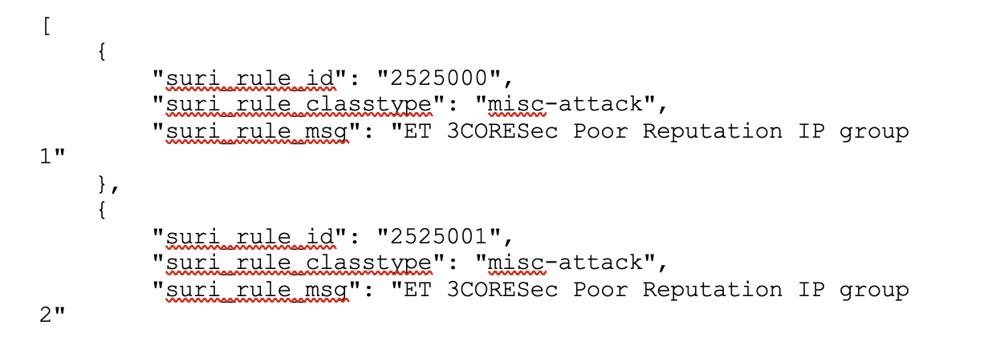 [
{
"suri_rule_id": "2525000",
"suri_rule_classtype": "misc-attack",
"suri_rule_msg": "ET 3CORESec Poor Reputation IP group
1"
},
{
"suri_rule_id": "2525001",
"suri_rule_classtype": "misc-attack",
"suri_rule_msg": "ET 3CORESec Poor Reputation IP group
2"